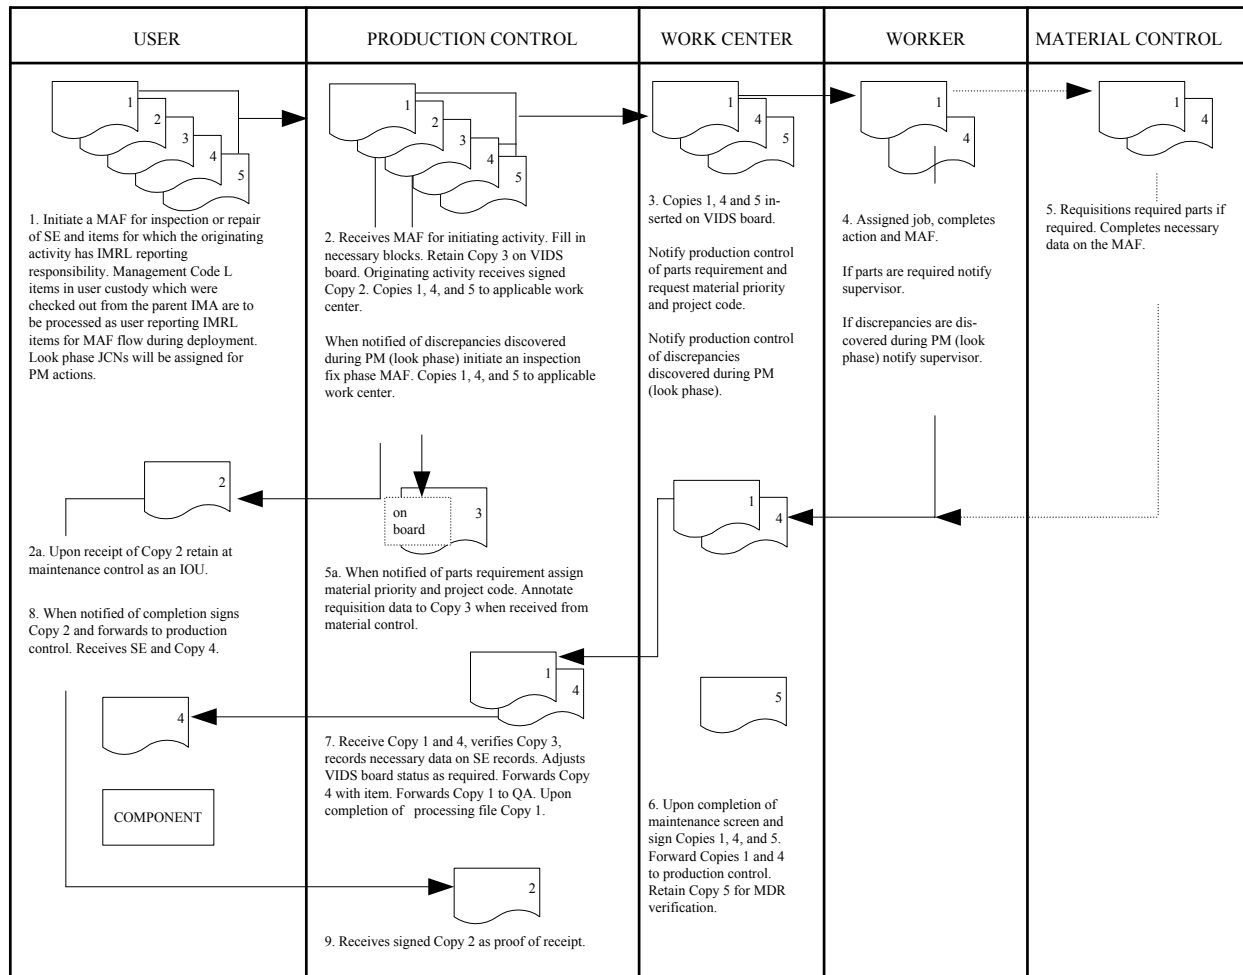 USER
PRODUCTION CONTROL
WORK CENTER
WORKER
MATERIAL CONTROL
1
2
3
4
5
1. Initiate a MAF for inspection or repair
of SE and items for which the originating
activity has IMRL reporting
responsibility. Management Code L
items in user custody which were
checked out from the parent IMA are to
be processed as user reporting IMRL
items for MAF flow during deployment.
Look phase JCNs will be assigned for
PM actions.
1
2
3
4
5
2. Receives MAF for initiating activity. Fill in
necessary blocks. Retain Copy 3 on VIDS
board. Originating activity receives signed
Copy 2. Copies 1, 4, and 5 to applicable work
center.
When notified of discrepancies discovered
during PM (look phase) initiate an inspection
fix phase MAF. Copies 1, 4, and 5 to applicable
work center.
1
4
5
3. Copies 1, 4 and 5 in-
serted on VIDS board.
Notify production control
of parts requirement and
request material priority
and project code.
Notify production control
of discrepancies
discovered during PM
(look phase).
1
4
4. Assigned job, completes
action and MAF.
If parts are required notify
supervisor.
If discrepancies are dis-
covered during PM (look
phase) notify supervisor.
1
4
5. Requisitions required parts if
required. Completes necessary
data on the MAF.
2
2a. Upon receipt of Copy 2 retain at
maintenance control as an IOU.
8. When notified of completion signs
Copy 2 and forwards to production
control. Receives SE and Copy 4.
on
board
3
5a. When notified of parts requirement assign
material priority and project code. Annotate
requisition data to Copy 3 when received from
material control.
1
4
1
4
5
4
COMPONENT
7. Receive Copy 1 and 4, verifies Copy 3,
records necessary data on SE records. Adjusts
VIDS board status as required. Forwards Copy
4 with item. Forwards Copy 1 to QA. Upon
completion of processing file Copy 1.
6. Upon completion of
maintenance screen and
sign Copies 1, 4, and 5.
Forward Copies 1 and 4
to production control.
Retain Copy 5 for MDR
verification.
2
9. Receives signed Copy 2 as proof of receipt.